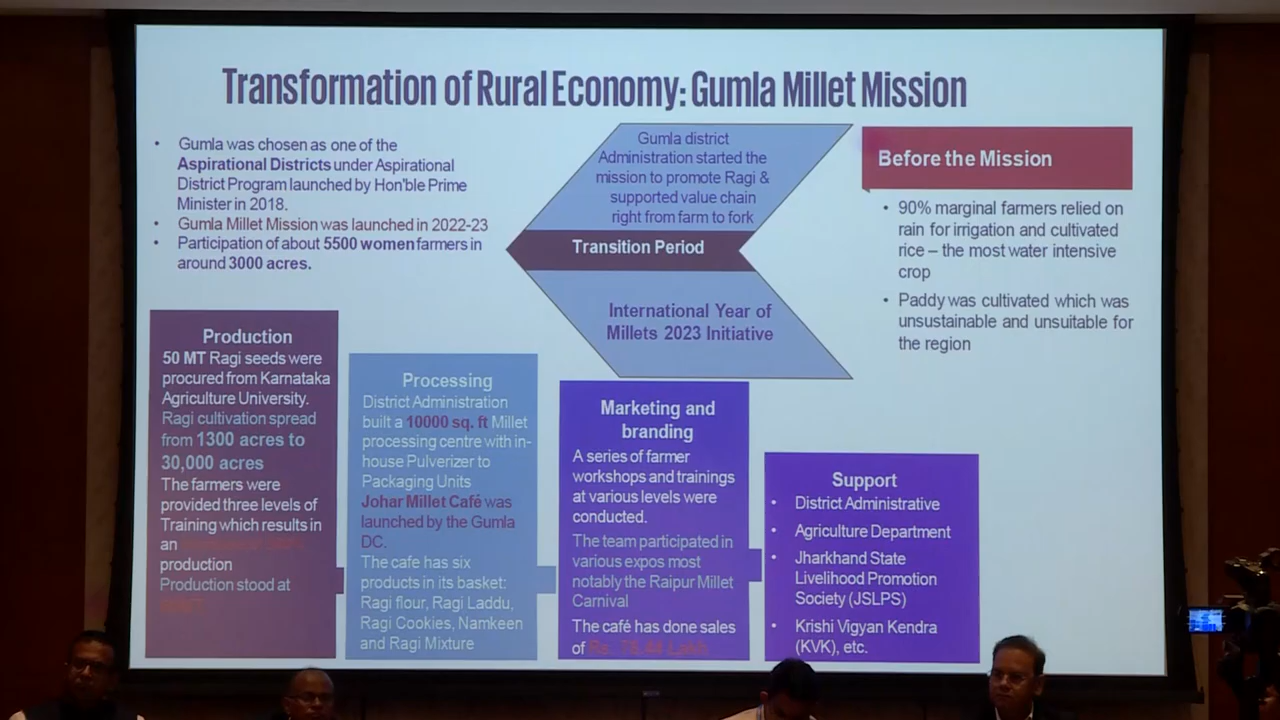 Transformation of Rural Economy: Gumla Millet Mission
• Gumla was chosen as one of the
Aspirational Districts under Aspirational
District Program launched by Hon'ble Prime
Minister in 2018.
• Gumla Millet Mission was launched in 2022-23
• Participation of about 5500 women farmers in
around 3000 acres.
Gumla district
Administration started the
mission to promote Ragi &
supported value chain
right from farm to fork
Transition Period
International Year of
Millets 2023 Initiative
Before the Mission
• 90% marginal farmers relied on
rain for irrigation and cultivated
rice – the most water intensive
crop
• Paddy was cultivated which was
unsustainable and unsuitable for
the region
Production
50 MT Ragi seeds were
procured from Karnataka
Agriculture University.
Ragi cultivation spread
from 1300 acres to
30,000 acres
The farmers were
provided three levels of
Training which results in
an
production
Production stood at
Processing
District Administration
built a 10000 sq. ft Millet
processing centre with in-
house Pulverizer to
Packaging Units
Johar Millet Café was
launched by the Gumla
DC.
The cafe has six
products in its basket:
Ragi flour, Ragi Laddu,
Ragi Cookies, Namkeen
and Ragi Mixture
Marketing and
branding
A series of farmer
workshops and trainings
at various levels were
conducted.
The team participated in
various expos most
notably the Raipur Millet
Carnival
The café has done sales
of Rs.
Support
• District Administrative
• Agriculture Department
• Jharkhand State
Livelihood Promotion
Society (JSLPS)
• Krishi Vigyan Kendra
(KVK), etc.